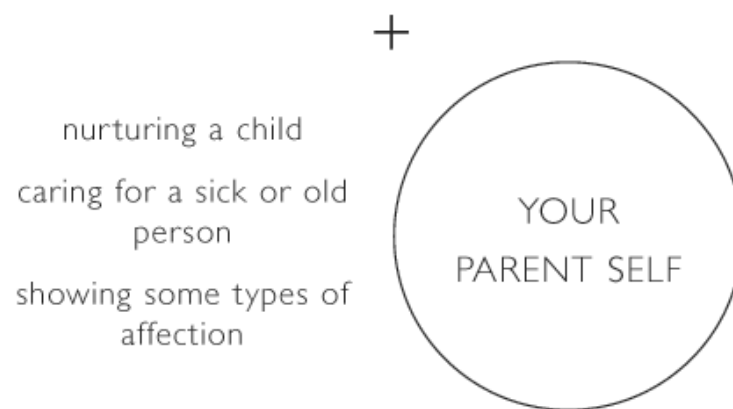 +
nurturing a child
caring for a sick or old
person
showing some types of
affection
YOUR
PARENT SELF